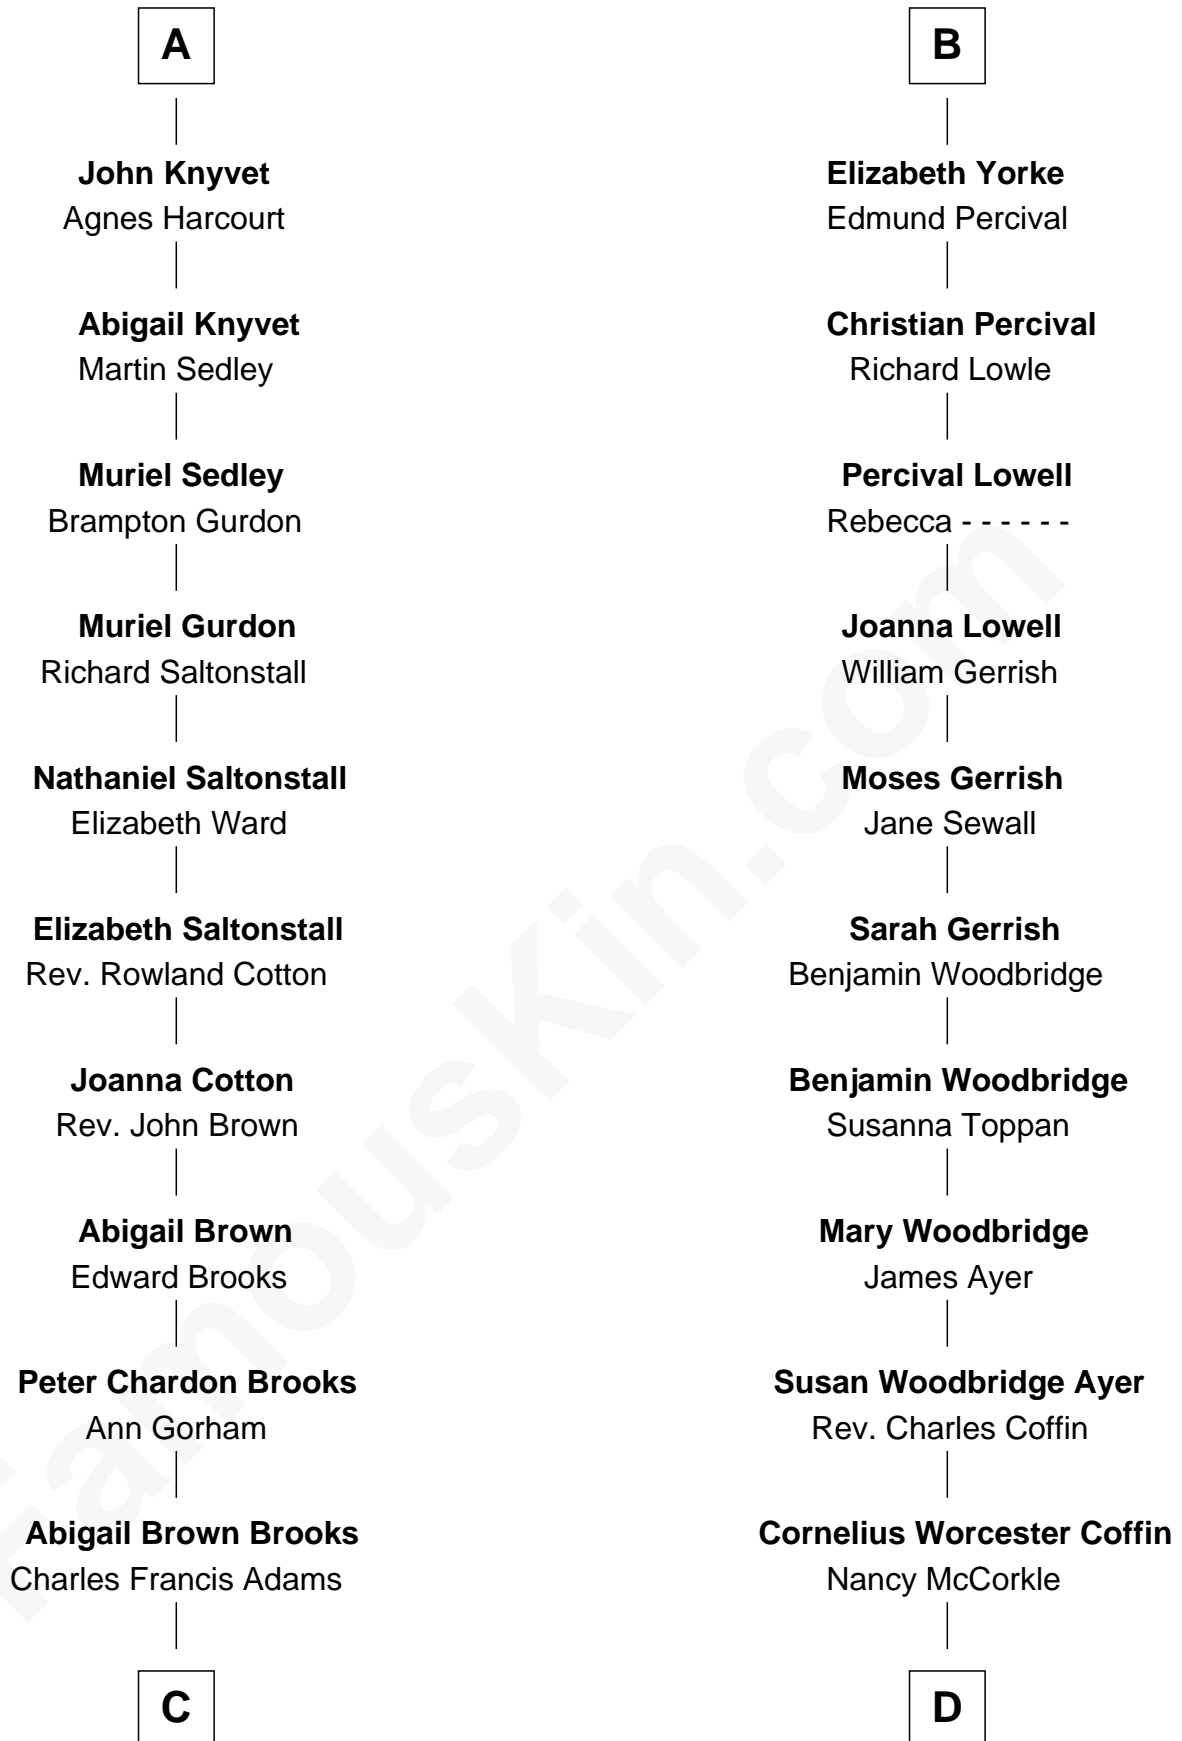 A
John Knyvet
Agnes Harcourt
Abigail Knyvet
Martin Sedley
Muriel Sedley
Brampton Gurdon
Muriel Gurdon
Richard Saltonstall
Nathaniel Saltonstall
Elizabeth Ward
Elizabeth Saltonstall
Rev. Rowland Cotton
Joanna Cotton
Rev. John Brown
Abigail Brown
Edward Brooks
Peter Chardon Brooks
Ann Gorham
Abigail Brown Brooks
Charles Francis Adams
C
B
Elizabeth Yorke
Edmund Percival
Christian Percival
Richard Lowle
Percival Lowell
Rebecca - - - - - -
Joanna Lowell
William Gerrish
Moses Gerrish
Jane Sewall
Sarah Gerrish
Benjamin Woodbridge
Benjamin Woodbridge
Susanna Toppan
Mary Woodbridge
James Ayer
Susan Woodbridge Ayer
Rev. Charles Coffin
Cornelius Worcester Coffin
Nancy McCorkle
D
FamousKin.com